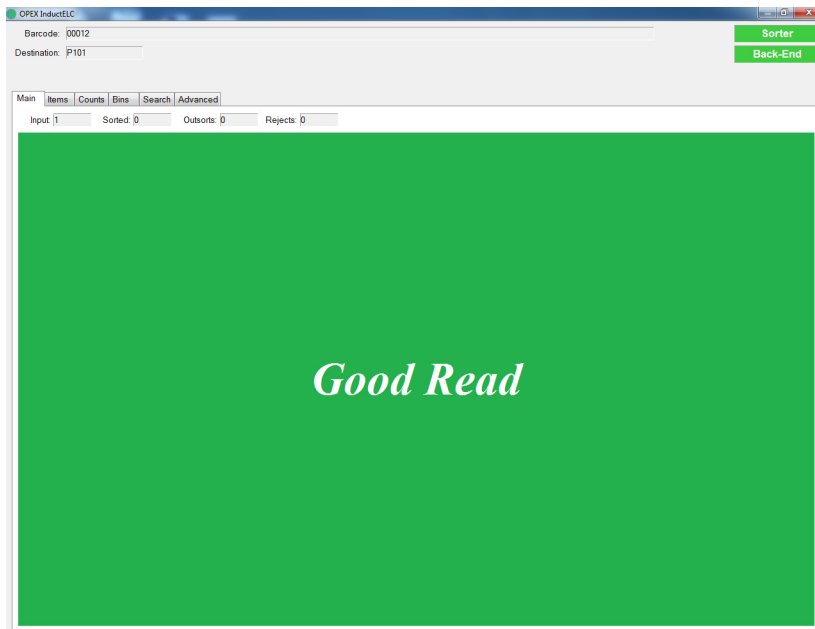 OPEX InductELC
Barcode: 00012
Sorter
Destination: P101
Back-End
Main Items Counts Bins Search Advanced
Input: 1 Sorted: 0 Outsorts: 0 Rejects: 0
Good Read